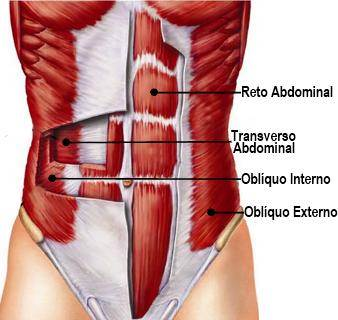 Reto Abdominal
Transverso
Abdominal
Oblíquo Interno
Oblíquo Externo